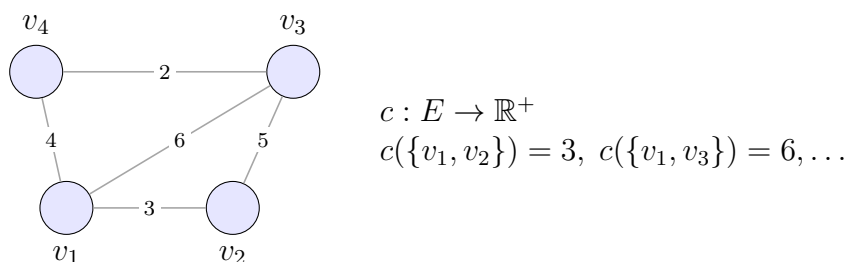 v₄ v₃
2
4 6 5
3
v₁ v₂
c : E → ℝ⁺
c({v₁, v₂}) = 3, c({v₁, v₃}) = 6, . . .